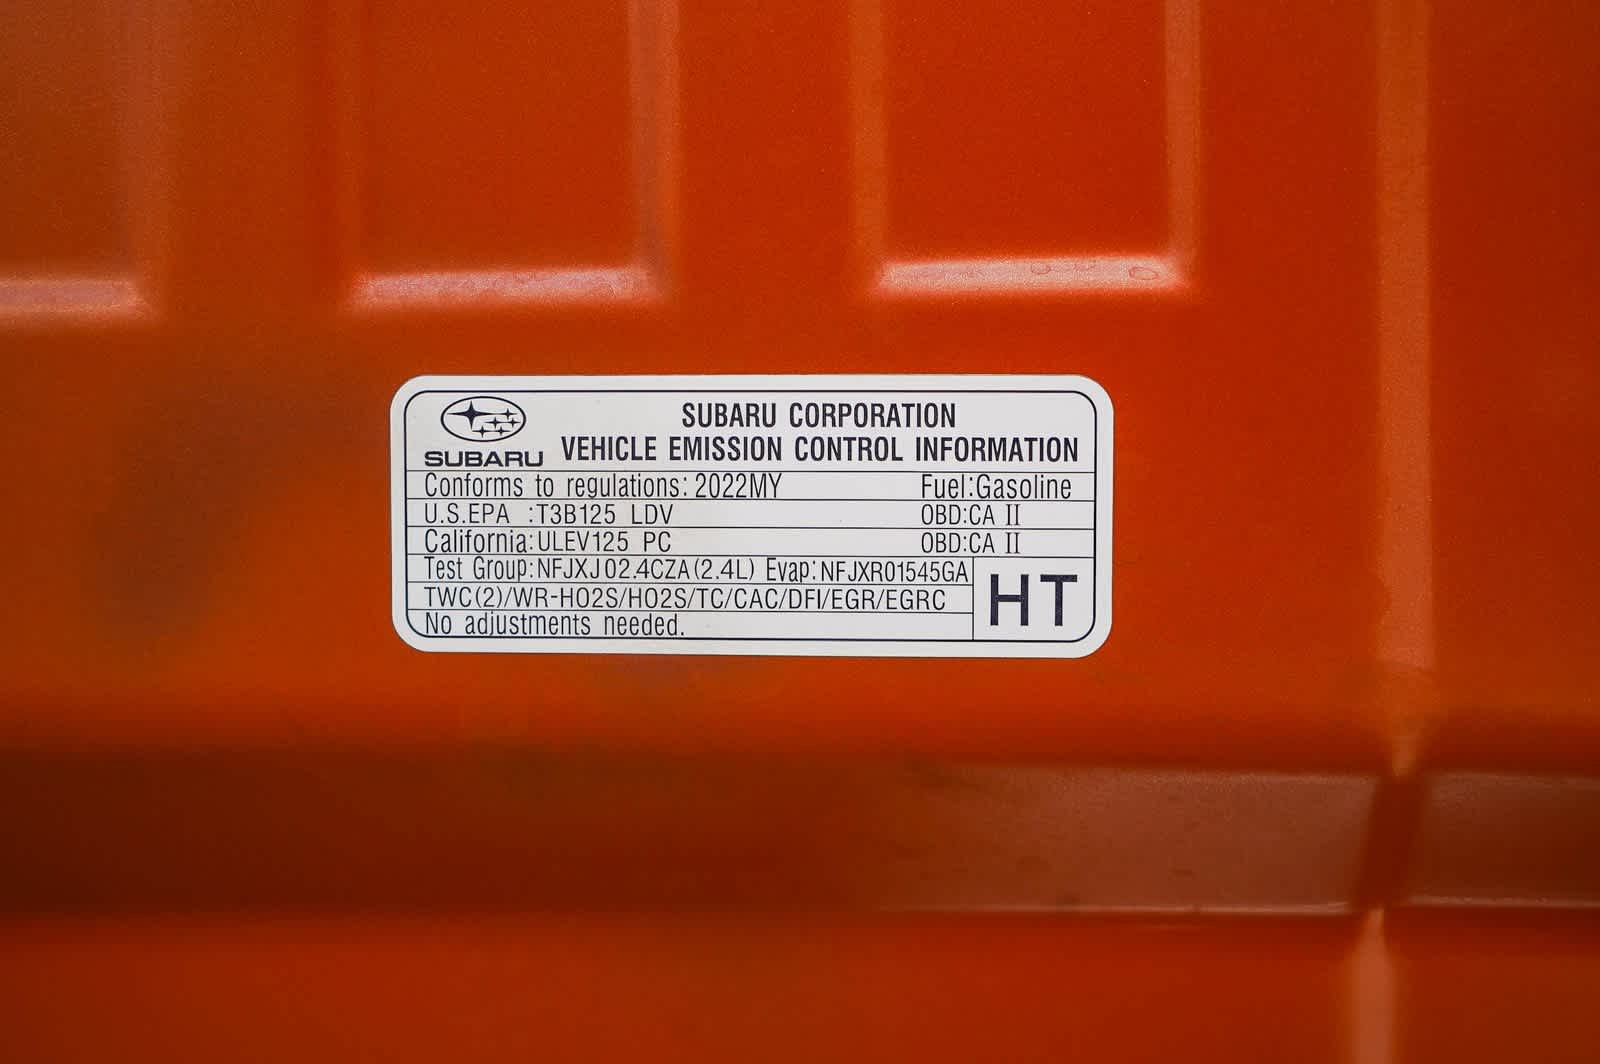 SUBARU
SUBARU CORPORATION
VEHICLE EMISSION CONTROL INFORMATION
Conforms to regulations: 2022MY Fuel:Gasoline
U.S.EPA :T3B125 LDV OBD:CA II
California:ULEV125 PC OBD:CA II
Test Group:NFJXJ02.4CZA(2.4L) Evap:NFJXR01545GA
TWC(2)/WR-HO2S/HO2S/TC/CAC/DFI/EGR/EGRC
No adjustments needed.
HT